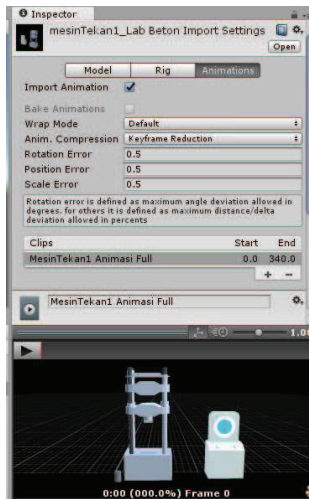 Inspector
mesinTekan1_Lab Beton Import Settings
Open
Model Rig Animations
Import Animation
Bake Animations
Wrap Mode Default
Anim. Compression Keyframe Reduction
Rotation Error 0.5
Position Error 0.5
Scale Error 0.5
Rotation error is defined as maximum angle deviation allowed in
degrees, for others it is defined as maximum distance/delta
deviation allowed in percents
Clips Start End
MesinTekan1 Animasi Full 0.0 340.0
+ −
MesinTekan1 Animasi Full
1.00
0:00 (000.0%) Frame 0